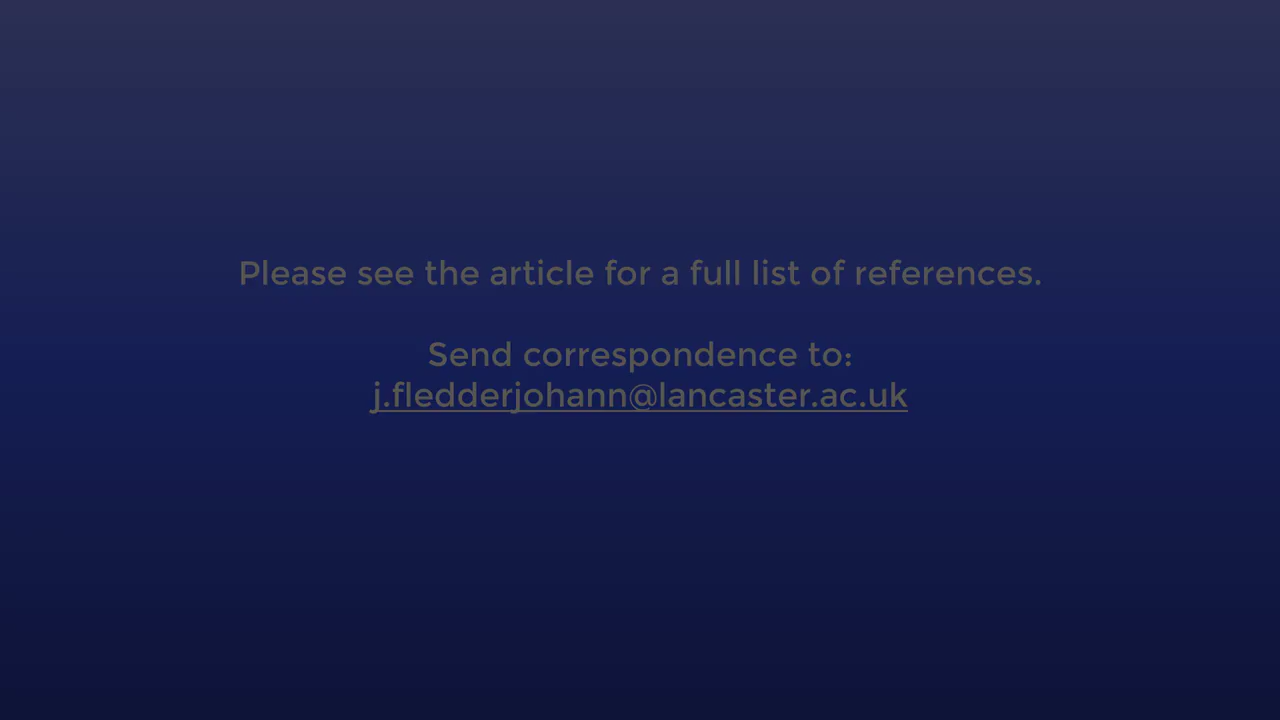 Please see the article for a full list of references.
Send correspondence to:
j.fledderjohann@lancaster.ac.uk